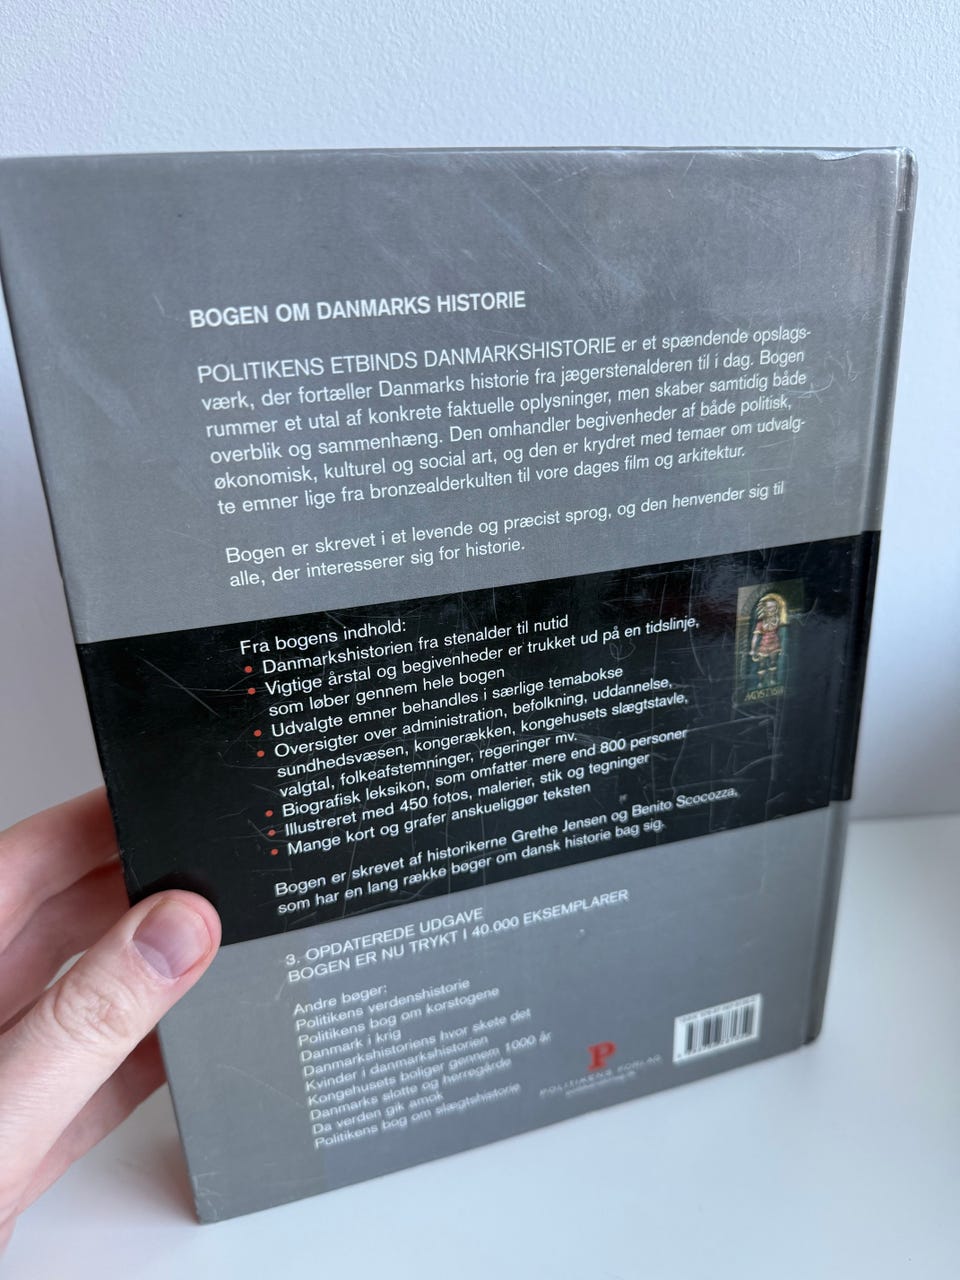 BOGEN OM DANMARKS HISTORIE
POLITIKENS ETBINDS DANMARKSHISTORIE er et spændende opslags-
værk, der fortæller Danmarks historie fra jægerstenalderen til i dag. Bogen
rummer et utal af konkrete faktuelle oplysninger, men skaber samtidig både
overblik og sammenhæng. Den omhandler begivenheder af både politisk,
økonomisk, kulturel og social art, og den er krydret med temaer om udvalg-
te emner lige fra bronzealderkulten til vore dages film og arkitektur.
Bogen er skrevet i et levende og præcist sprog, og den henvender sig til
alle, der interesserer sig for historie.
Fra bogens indhold:
• Danmarkshistorien fra stenalder til nutid
• Vigtige årstal og begivenheder er trukket ud på en tidslinje,
som løber gennem hele bogen
• Udvalgte emner behandles i særlige temabokse
• Oversigter over administration, befolkning, uddannelse,
sundhedsvæsen, kongerækken, kongehusets slægtstavle,
valgtal, folkeafstemninger, regeringer mv.
• Biografisk leksikon, som omfatter mere end 800 personer
• Illustreret med 450 fotos, malerier, stik og tegninger
• Mange kort og grafer anskueliggør teksten
Bogen er skrevet af historikerne Grethe Jensen og Benito Scocozza,
som har en lang række bøger om dansk historie bag sig.
3. OPDATEREDE UDGAVE
BOGEN ER NU TRYKT I 40.000 EKSEMPLARER
Andre bøger:
Politikens verdenshistorie
Politikens bog om korstogene
Danmark i krig
Danmarkshistoriens hvor skete det
Kvinder i danmarkshistorien
Kongehusets boliger gennem 1000 år
Danmarks slotte og herregårde
Da verden gik amok
Politikens bog om slægtshistorie
P
POLITIKENS FORLAG